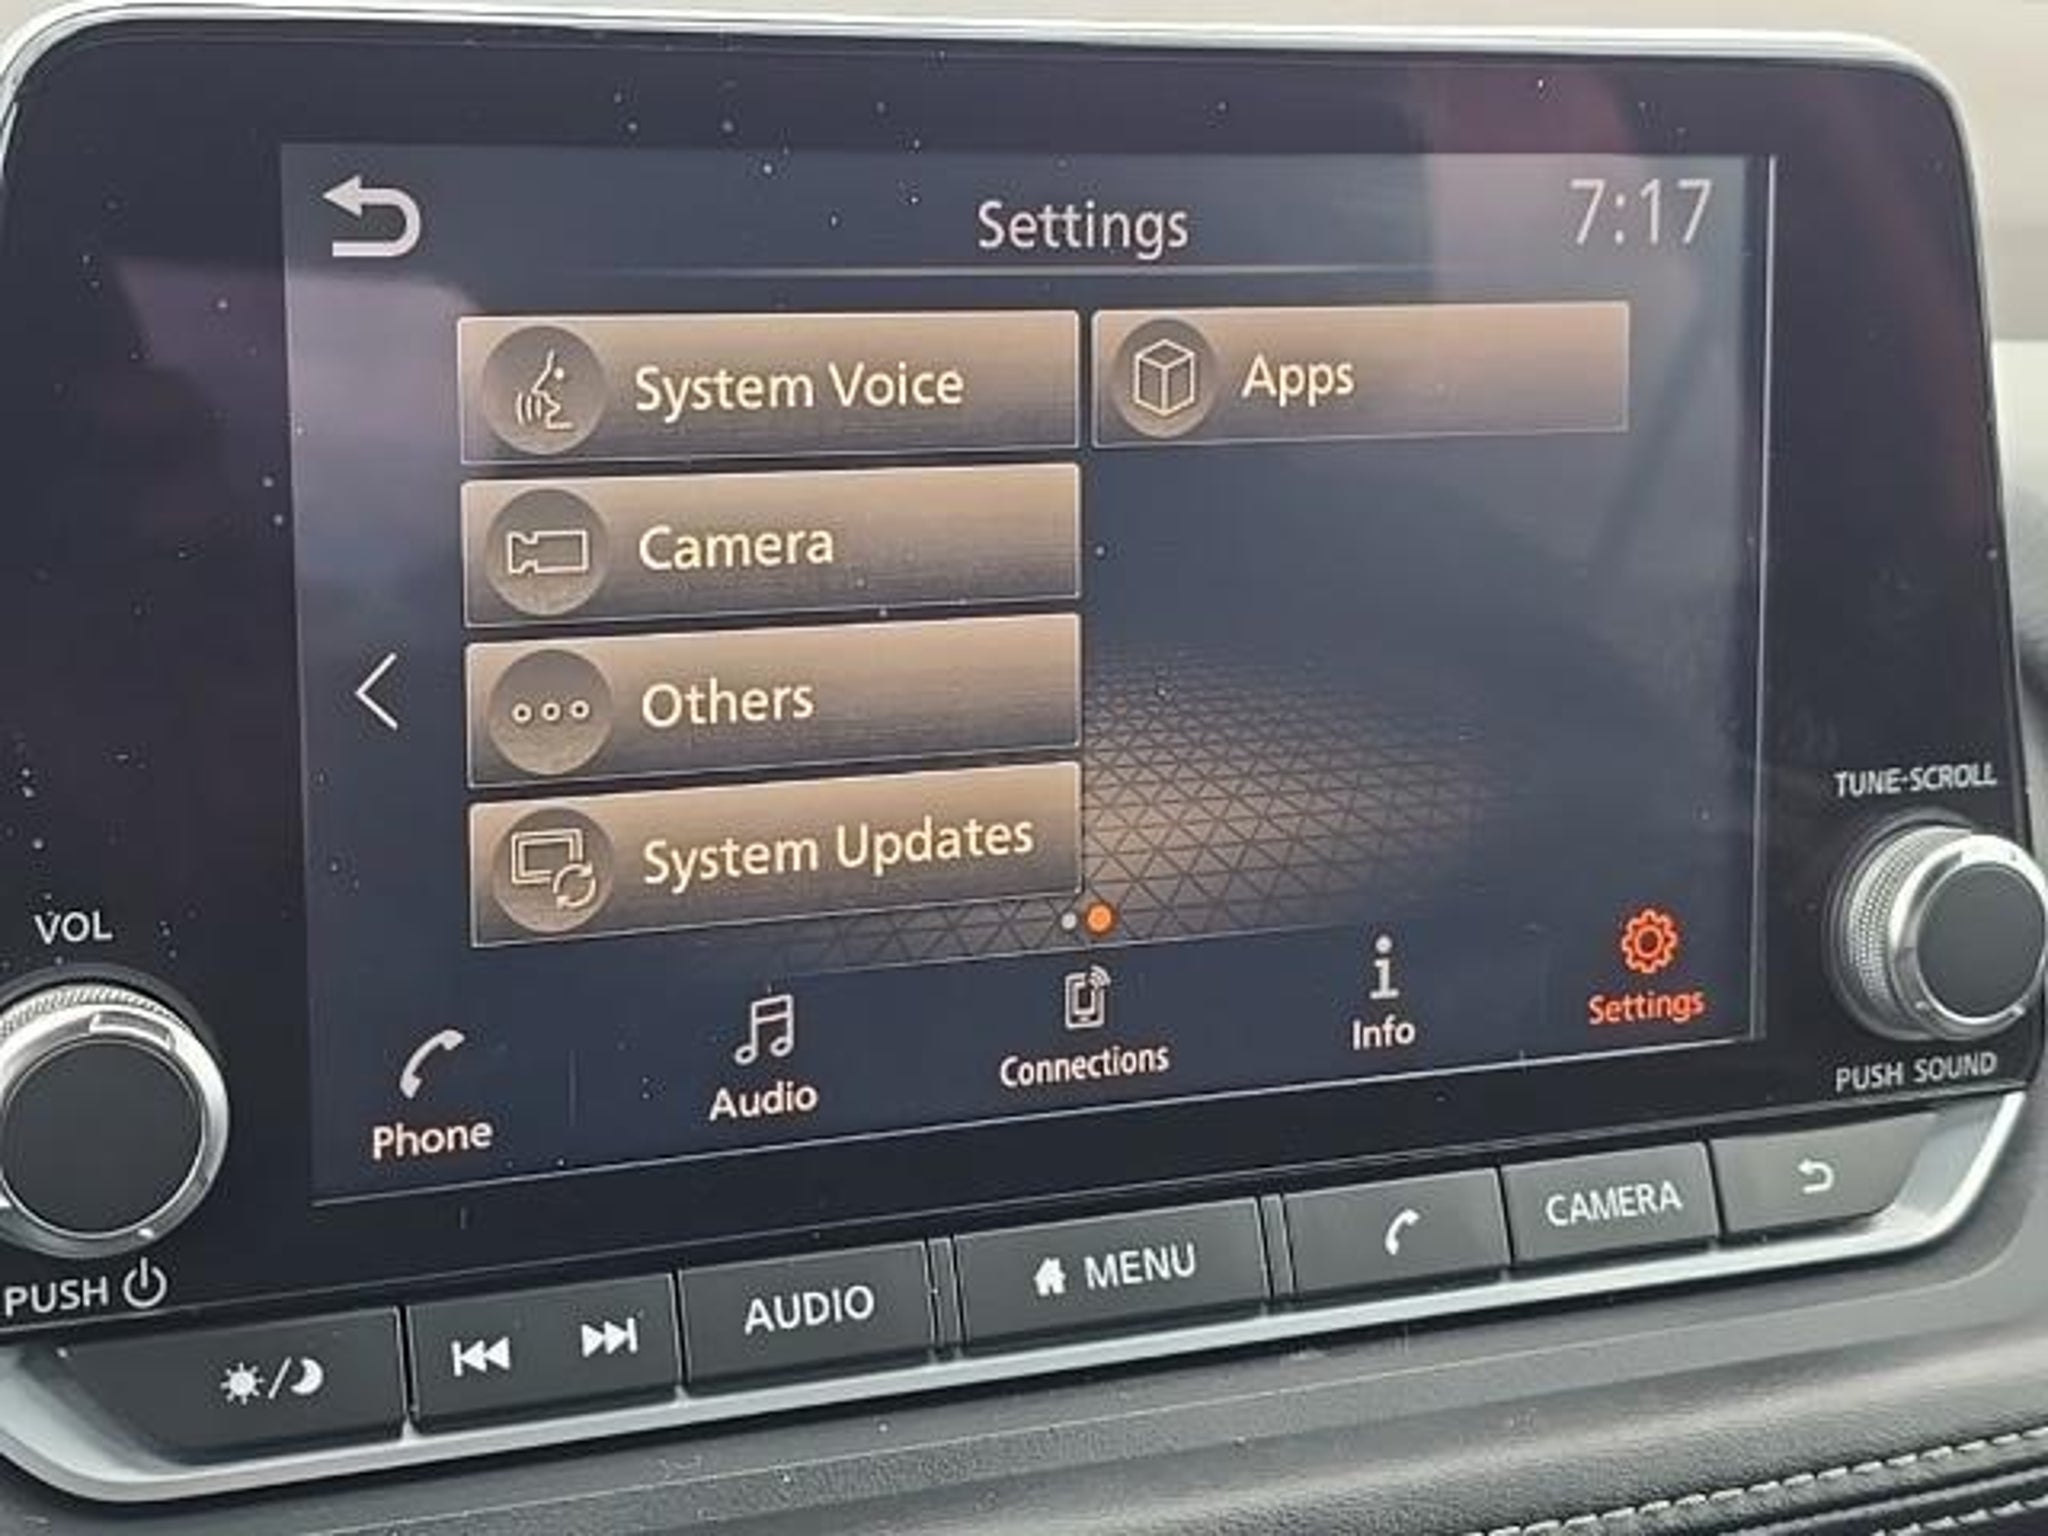 Settings
7:17
System Voice
Apps
Camera
Others
System Updates
Phone
Audio
Connections
Info
Settings
VOL
PUSH
TUNE·SCROLL
PUSH SOUND
AUDIO
MENU
CAMERA